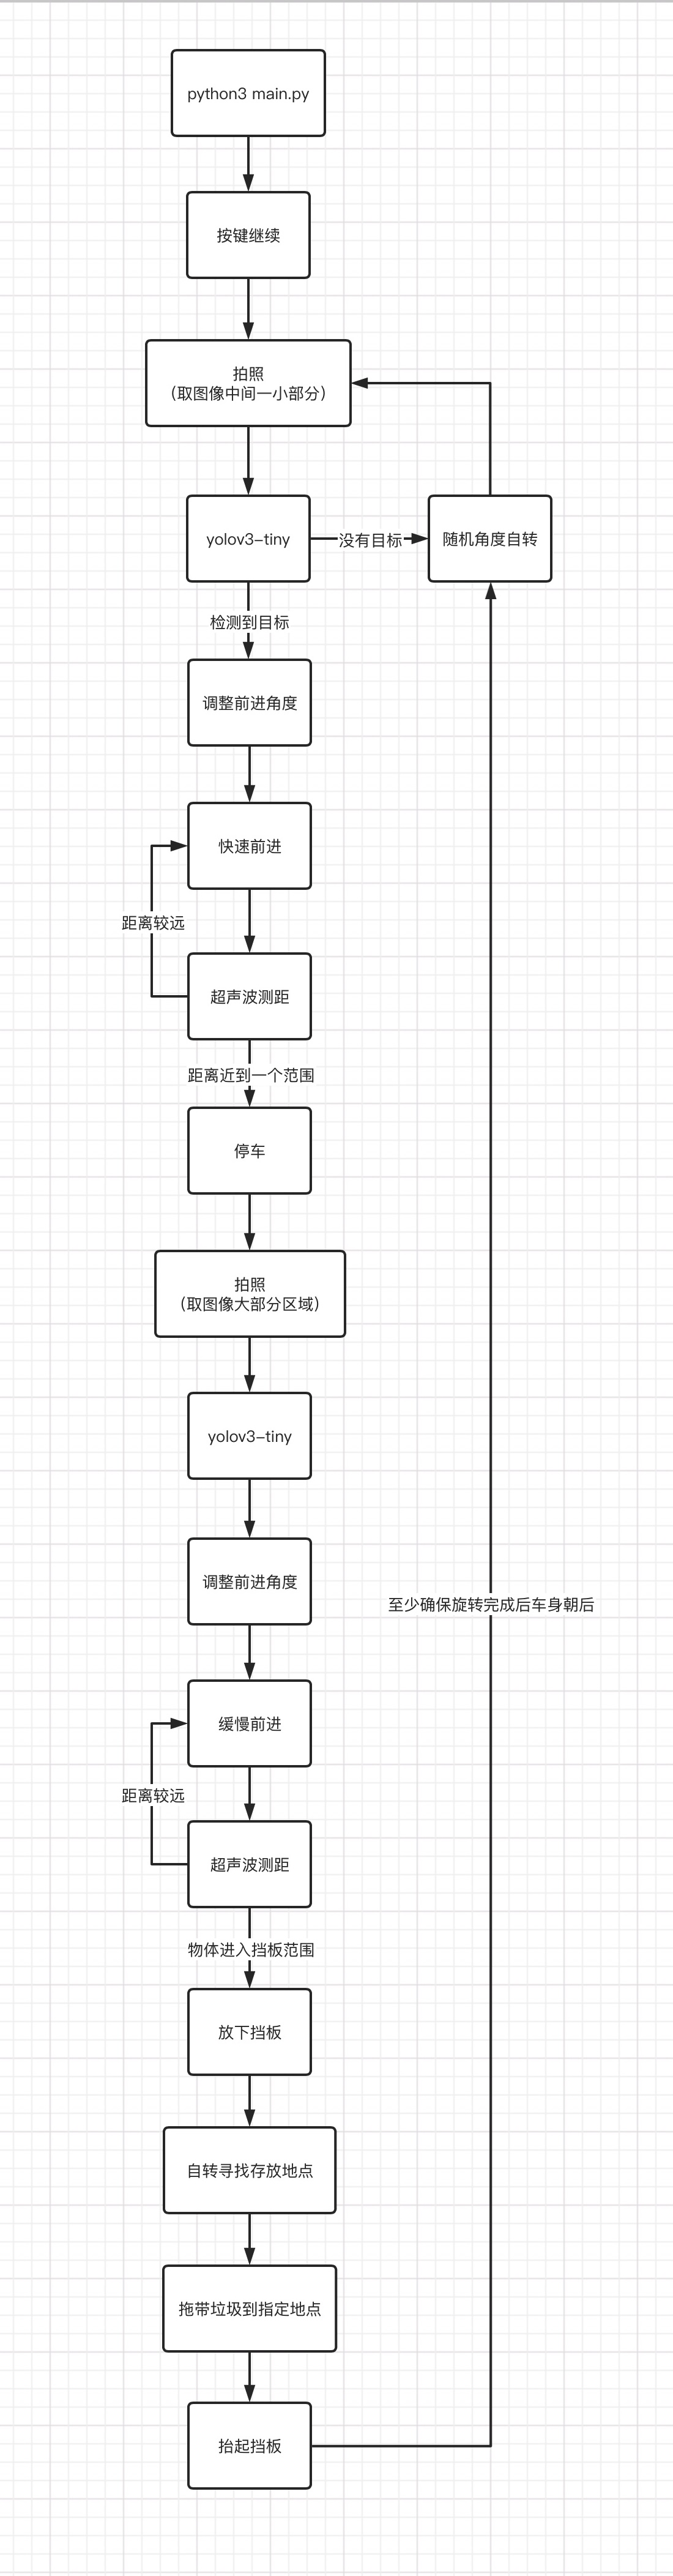 python3 main.py
按键继续
拍照
（取图像中间一小部分）
yolov3-tiny
没有目标
随机角度自转
检测到目标
调整前进角度
快速前进
距离较远
超声波测距
距离近到一个范围
停车
拍照
（取图像大部分区域）
yolov3-tiny
调整前进角度
至少确保旋转完成后车身朝后
缓慢前进
距离较远
超声波测距
物体进入挡板范围
放下挡板
自转寻找存放地点
拖带垃圾到指定地点
抬起挡板